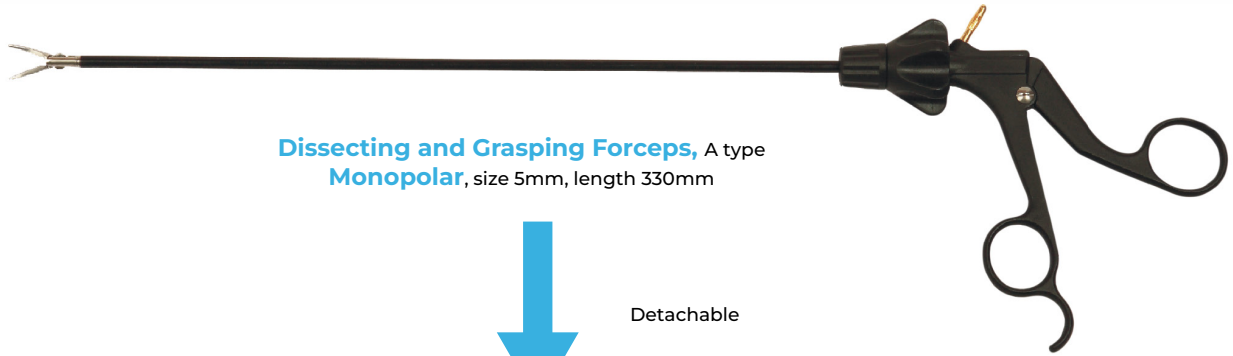 Dissecting and Grasping Forceps, A type
Monopolar, size 5mm, length 330mm
Detachable